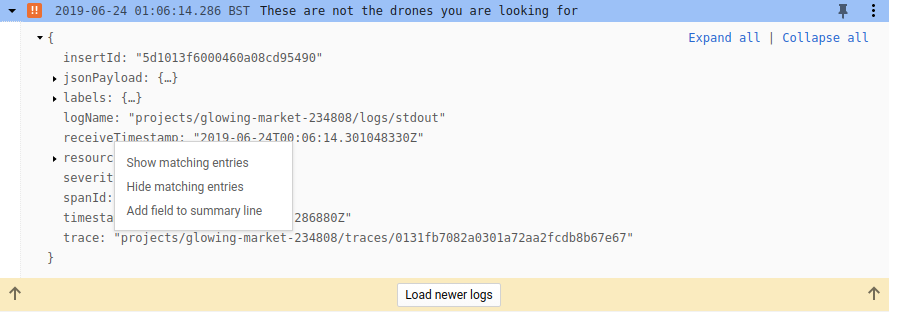 !! 2019-06-24 01:06:14.286 BST These are not the drones you are looking for
{ Expand all | Collapse all
insertId: "5d1013f6000460a08cd95490"
jsonPayload: {…}
labels: {…}
logName: "projects/glowing-market-234808/logs/stdout"
receiveTimestamp: "2019-06-24T00:06:14.301048330Z"
resourc
Show matching entries
severit
Hide matching entries
spanId:
Add field to summary line
timesta 286880Z"
trace: "projects/glowing-market-234808/traces/0131fb7082a0301a72aa2fcdb8b67e67"
}
Load newer logs